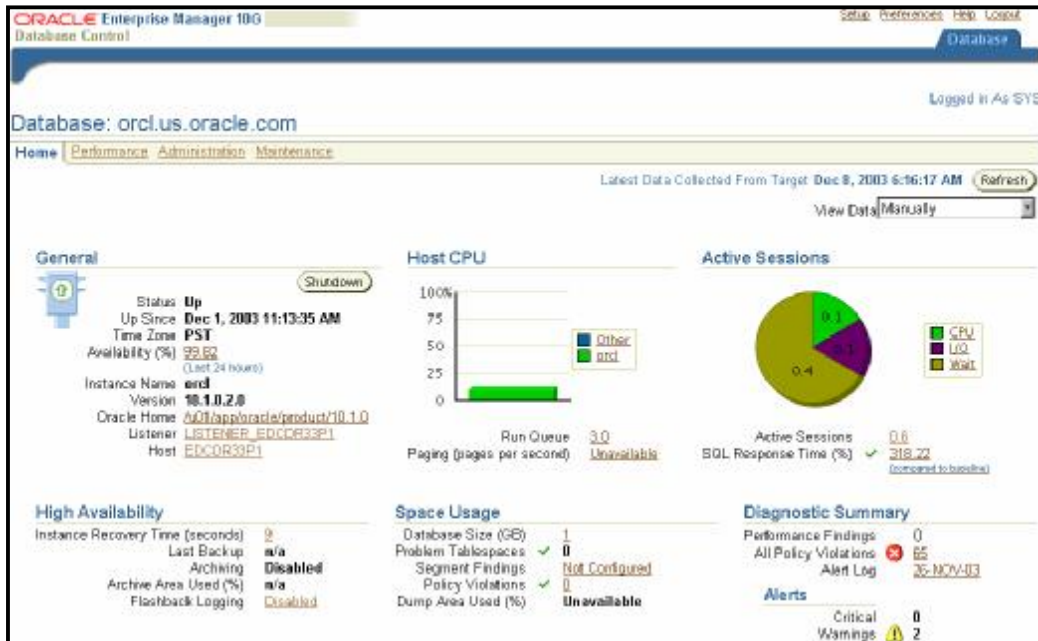 ORACLE Enterprise Manager 10G
Database Control
Setup Preferences Help Logout
Database
Logged in As SYS
Database: orcl.us.oracle.com
Home Performance Administration Maintenance
Latest Data Collected From Target Dec 8, 2003 6:16:17 AM Refresh
View Data Manually
General
Shutdown
Status Up
Up Since Dec 1, 2003 11:13:35 AM
Time Zone PST
Availability (%) 99.82
(Last 24 hours)
Instance Name orcl
Version 10.1.0.2.0
Oracle Home /u01/app/oracle/product/10.1.0
Listener LISTENER_EDCDR33P1
Host EDCDR33P1
Host CPU
100%
75
50
25
0
Other
orcl
Run Queue 3.0
Paging (pages per second) Unavailable
Active Sessions
0.1
0.1
0.4
CPU
I/O
Wait
Active Sessions 0.6
SQL Response Time (%) 318.22
(compared to baseline)
High Availability
Instance Recovery Time (seconds) 9
Last Backup n/a
Archiving Disabled
Archive Area Used (%) n/a
Flashback Logging Disabled
Space Usage
Database Size (GB) 1
Problem Tablespaces 0
Segment Findings Not Configured
Policy Violations 0
Dump Area Used (%) Unavailable
Diagnostic Summary
Performance Findings 0
All Policy Violations 65
Alert Log 26-NOV-03
Alerts
Critical 0
Warnings 2